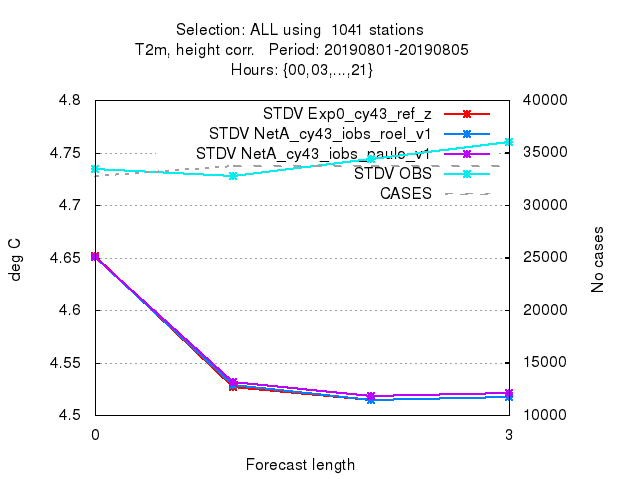 Selection: ALL using  1041 stations
T2m, height corr.   Period: 20190801-20190805
Hours: {00,03,...,21}
4.8
4.75
4.7
4.65
4.6
4.55
4.5
40000
35000
30000
25000
20000
15000
10000
STDV Exp0_cy43_ref_z
STDV NetA_cy43_iobs_roel_v1
STDV NetA_cy43_iobs_paulo_v1
STDV OBS
CASES
deg C
No cases
0
3
Forecast length